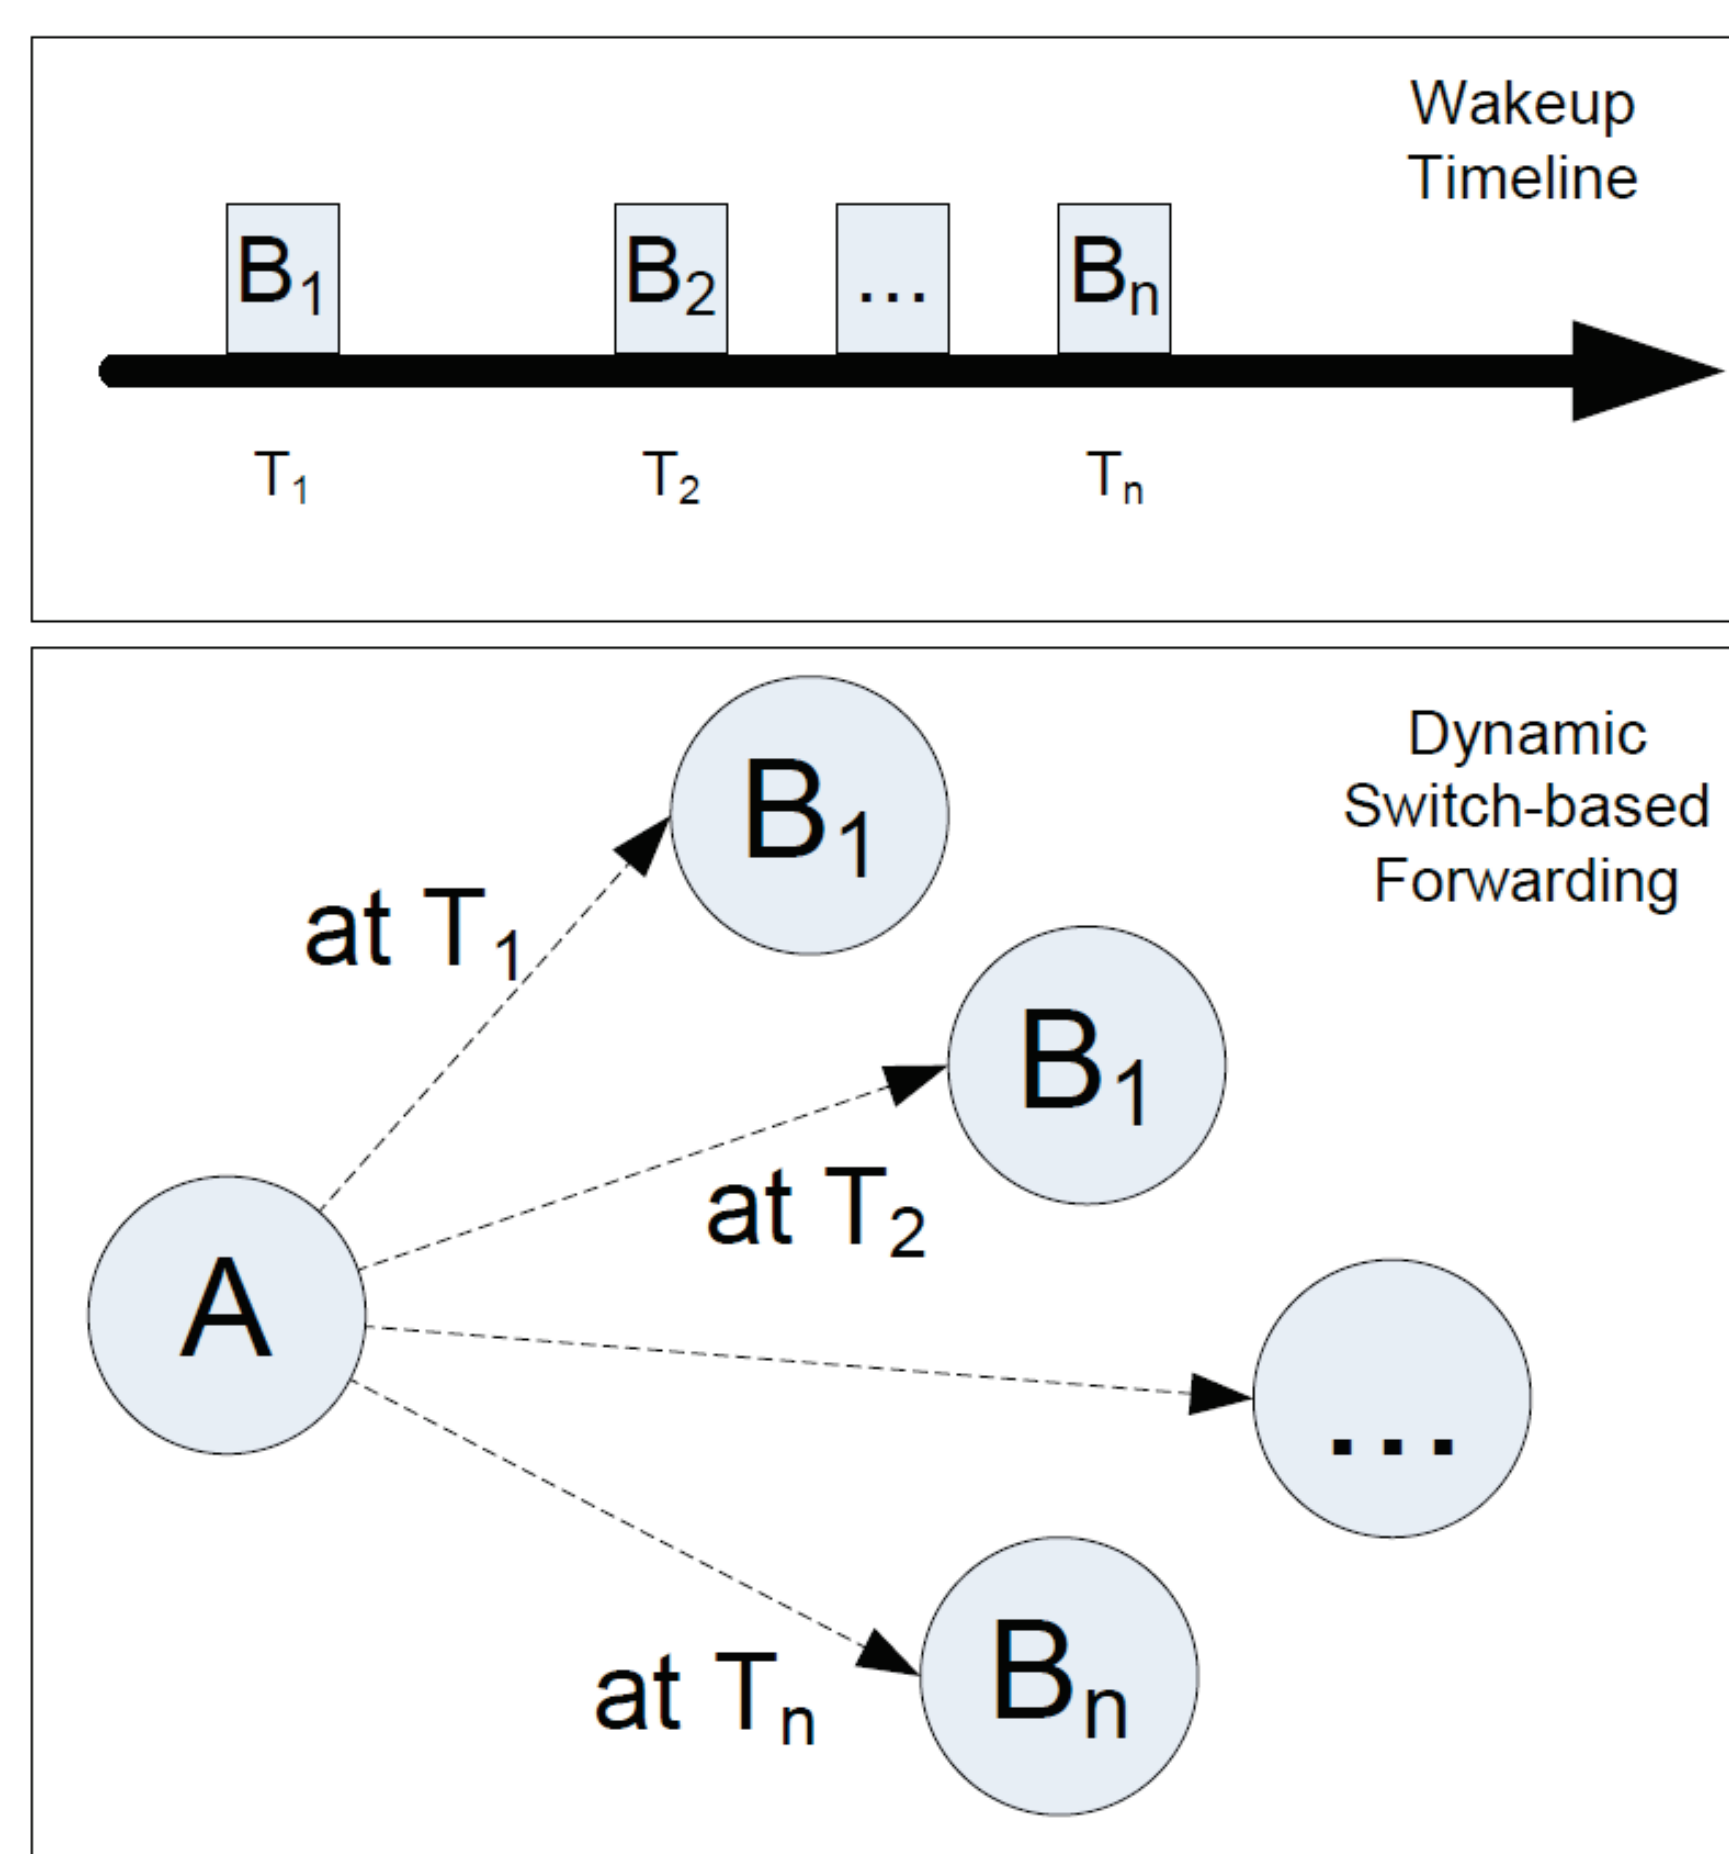 Wakeup
Timeline
B1 B2 ... Bn
T1 T2 Tn
Dynamic
Switch-based
Forwarding
B1
at T1
B1
at T2
A
...
Bn
at Tn